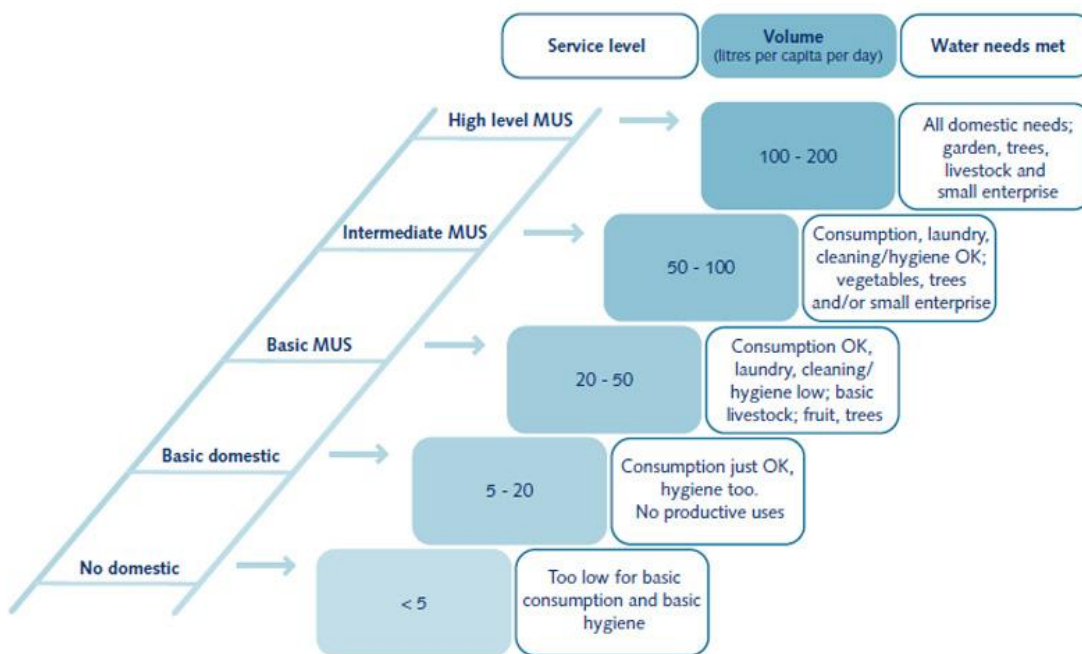 Service level
Volume
(litres per capita per day)
Water needs met
High level MUS
100 - 200
All domestic needs;
garden, trees,
livestock and
small enterprise
Intermediate MUS
50 - 100
Consumption, laundry,
cleaning/hygiene OK;
vegetables, trees
and/or small enterprise
Basic MUS
20 - 50
Consumption OK,
laundry, cleaning/
hygiene low; basic
livestock; fruit, trees
Basic domestic
5 - 20
Consumption just OK,
hygiene too.
No productive uses
No domestic
< 5
Too low for basic
consumption and basic
hygiene